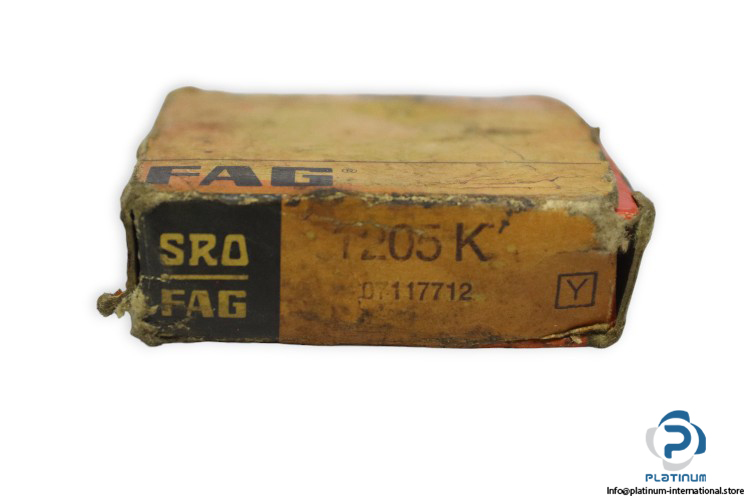 FAG®
SRO
FAG
1205 K
07117712
Y
PLATINUM
Info@platinum-international.store